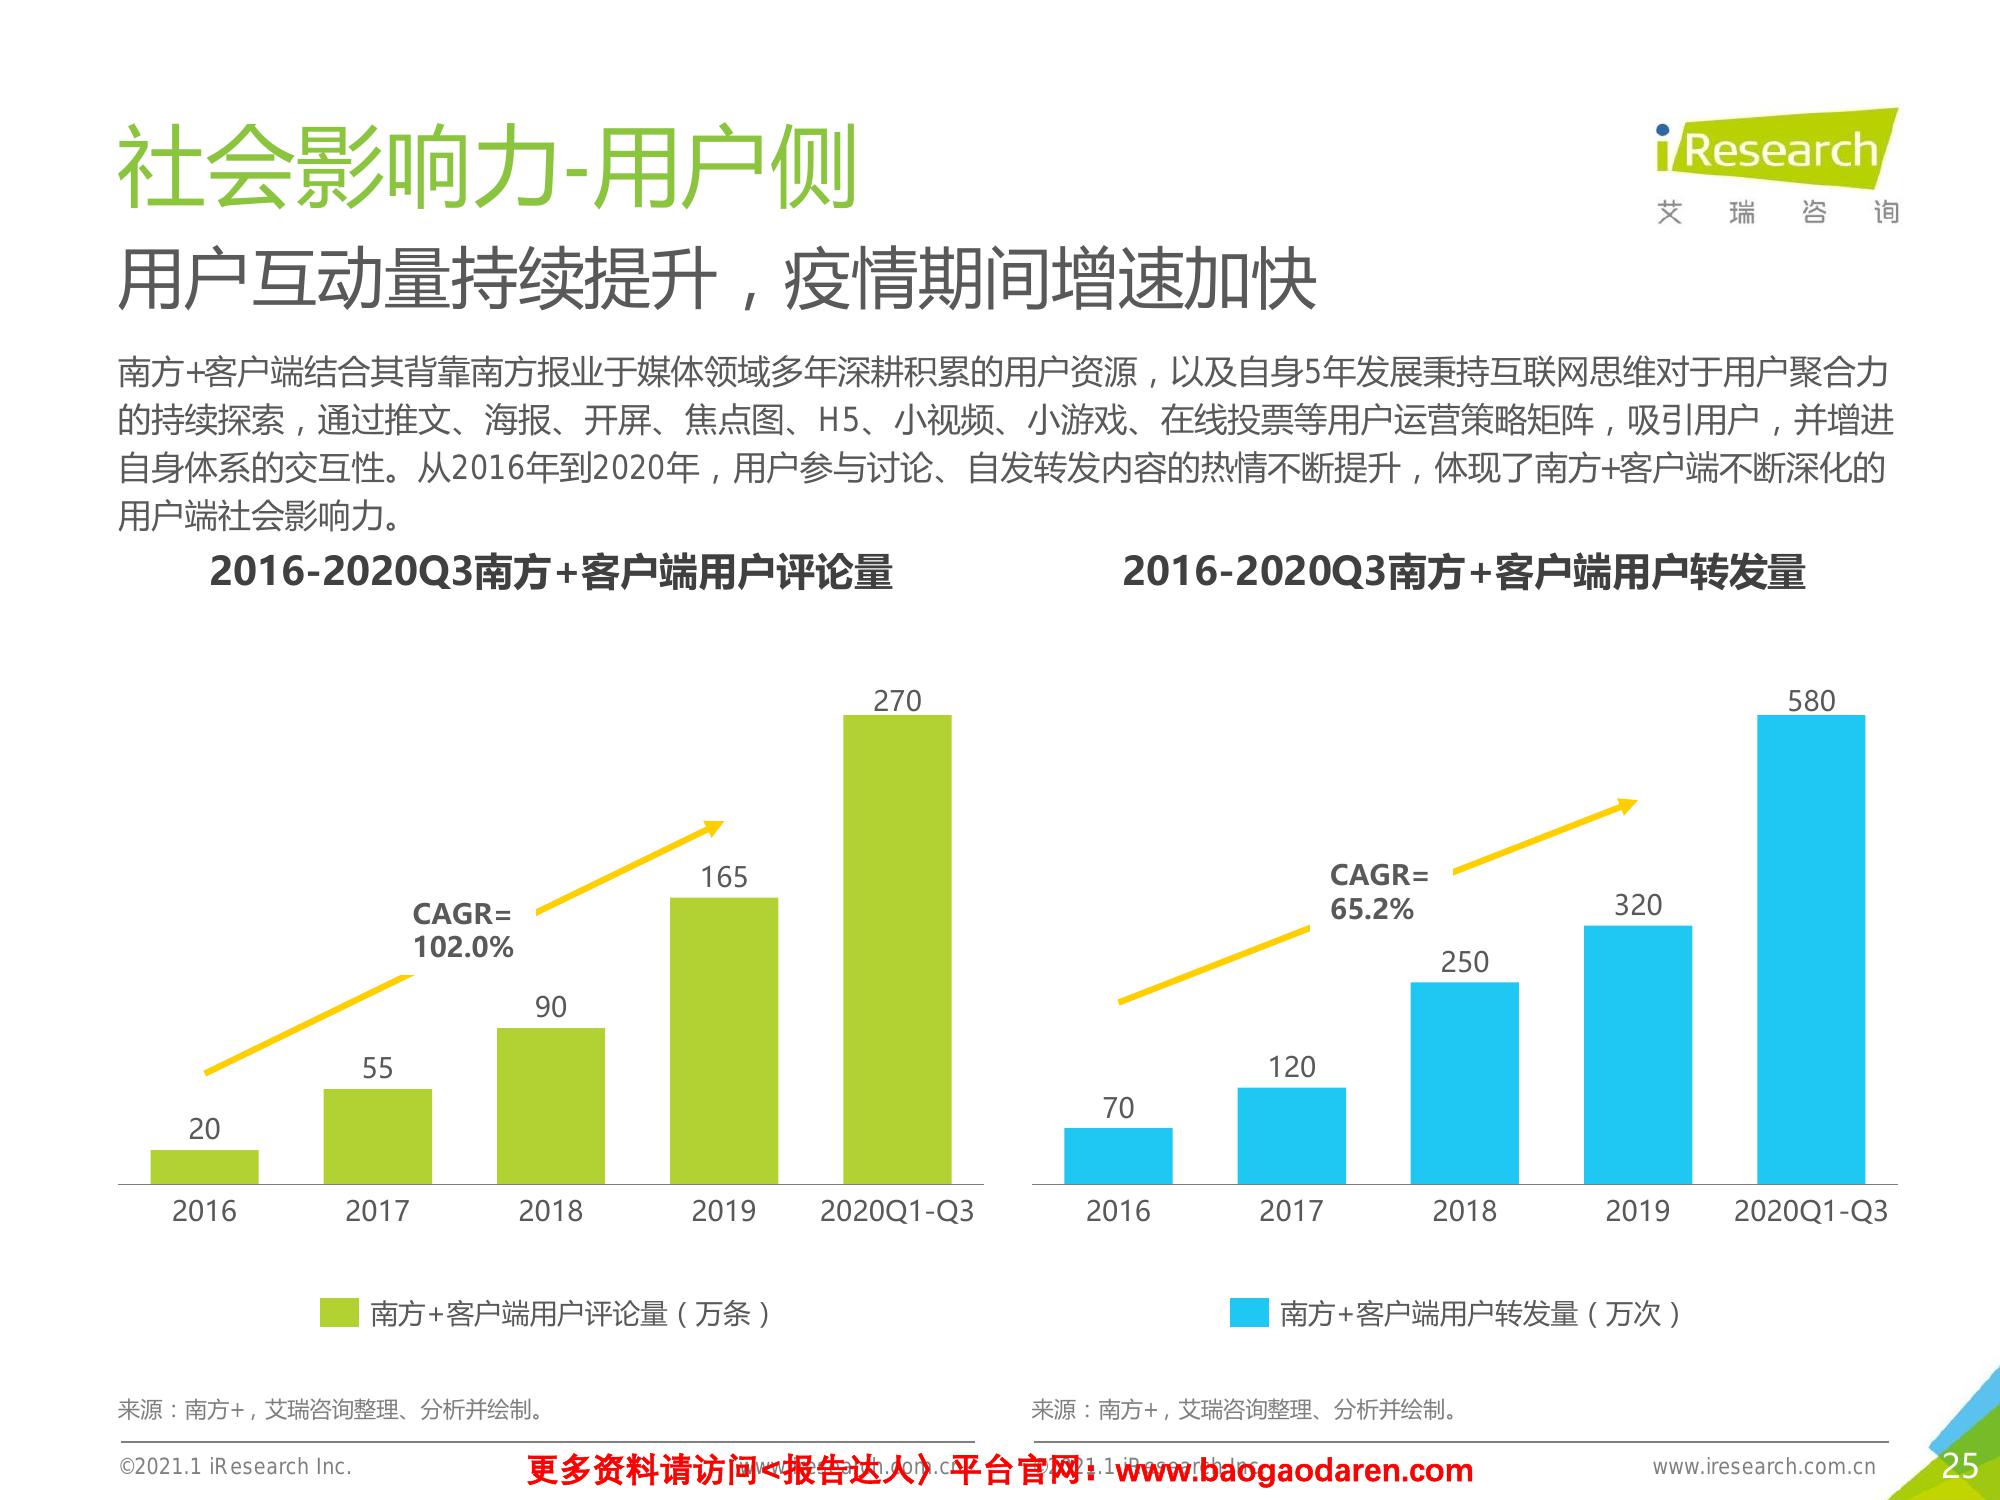 社会影响力-用户侧
iResearch
艾瑞咨询
用户互动量持续提升，疫情期间增速加快
南方+客户端结合其背靠南方报业于媒体领域多年深耕积累的用户资源，以及自身5年发展秉持互联网思维对于用户聚合力
的持续探索，通过推文、海报、开屏、焦点图、H5、小视频、小游戏、在线投票等用户运营策略矩阵，吸引用户，并增进
自身体系的交互性。从2016年到2020年，用户参与讨论、自发转发内容的热情不断提升，体现了南方+客户端不断深化的
用户端社会影响力。
2016-2020Q3南方+客户端用户评论量
270
165
CAGR=
102.0%
90
55
20
2016 2017 2018 2019 2020Q1-Q3
南方+客户端用户评论量（万条）
来源：南方+，艾瑞咨询整理、分析并绘制。
2016-2020Q3南方+客户端用户转发量
580
CAGR=
65.2%
320
250
120
70
2016 2017 2018 2019 2020Q1-Q3
南方+客户端用户转发量（万次）
来源：南方+，艾瑞咨询整理、分析并绘制。
©2021.1 iResearch Inc.
www.iresearch.com.cn
©2021.1 iResearch Inc.
更多资料请访问<报告达人〉平台官网：www.baogaodaren.com
www.iresearch.com.cn
25